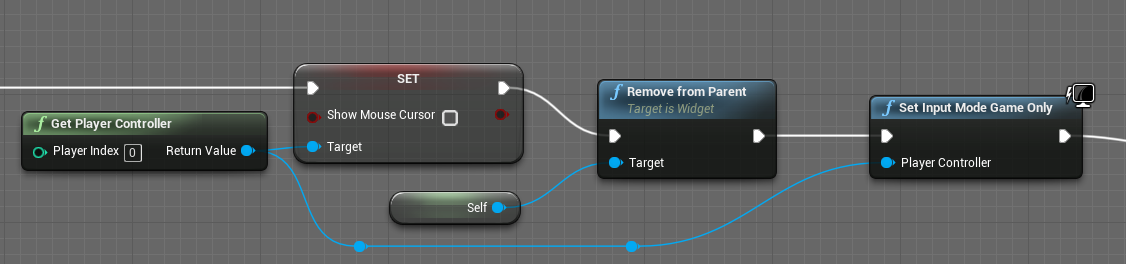 f Get Player Controller
Player Index 0
Return Value
SET
Show Mouse Cursor
Target
Self
f Remove from Parent
Target is Widget
Target
f Set Input Mode Game Only
Player Controller